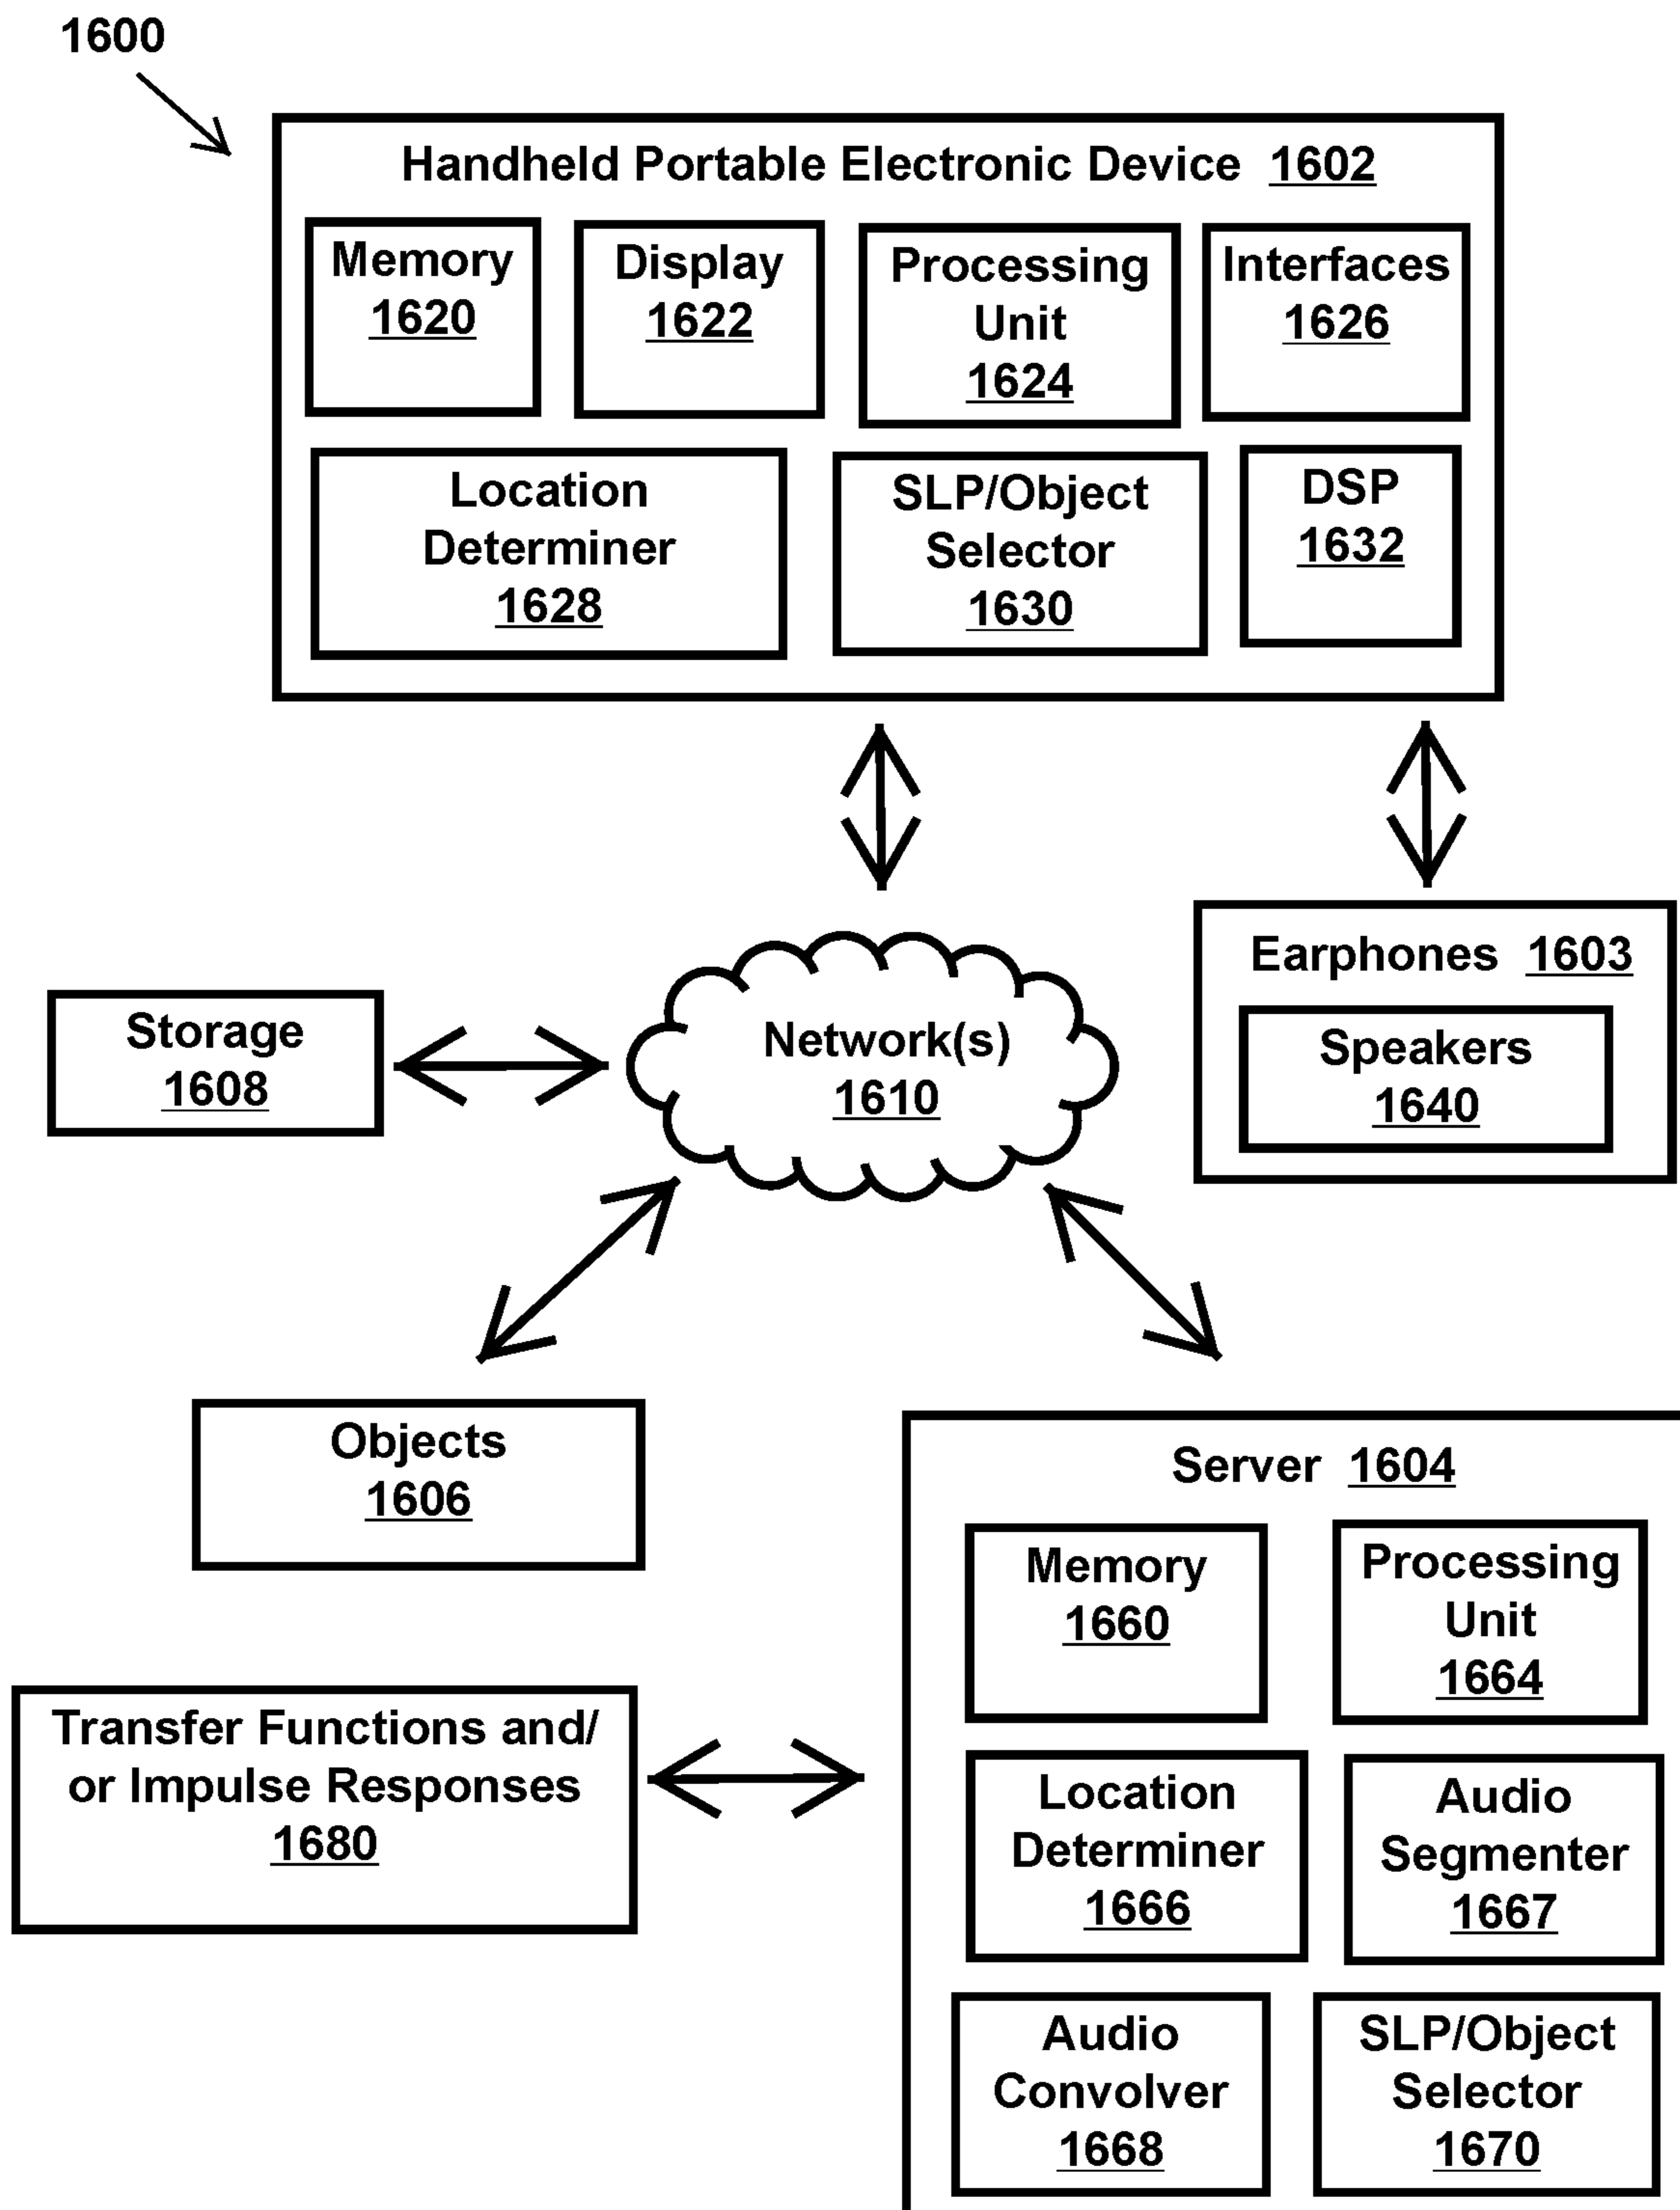 1600
Handheld Portable Electronic Device 1602
Memory
1620
Display
1622
Processing
Unit
1624
Interfaces
1626
Location
Determiner
1628
SLP/Object
Selector
1630
DSP
1632
Earphones 1603
Speakers
1640
Storage
1608
Network(s)
1610
Objects
1606
Server 1604
Memory
1660
Processing
Unit
1664
Transfer Functions and/
or Impulse Responses
1680
Location
Determiner
1666
Audio
Segmenter
1667
Audio
Convolver
1668
SLP/Object
Selector
1670